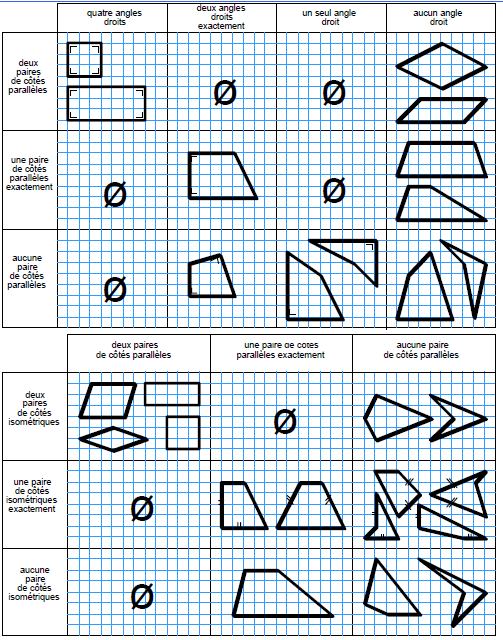 quatre angles
droits
deux angles
droits
exactement
un seul angle
droit
aucun angle
droit
deux
paires
de côtés
parallèles
Ø
Ø
une paire
de côtés
parallèles
exactement
Ø
Ø
aucune
paire
de côtés
parallèles
Ø
deux paires
de côtés parallèles
une paire de cotes
parallèles exactement
aucune paire
de côtés parallèles
deux
paires
de côtés
isométriques
Ø
une paire
de côtés
isométriques
exactement
Ø
aucune
paire
de côtés
isométriques
Ø